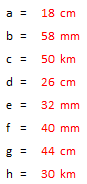 a = 18 cm
b = 58 mm
c = 50 km
d = 26 cm
e = 32 mm
f = 40 mm
g = 44 cm
h = 30 km